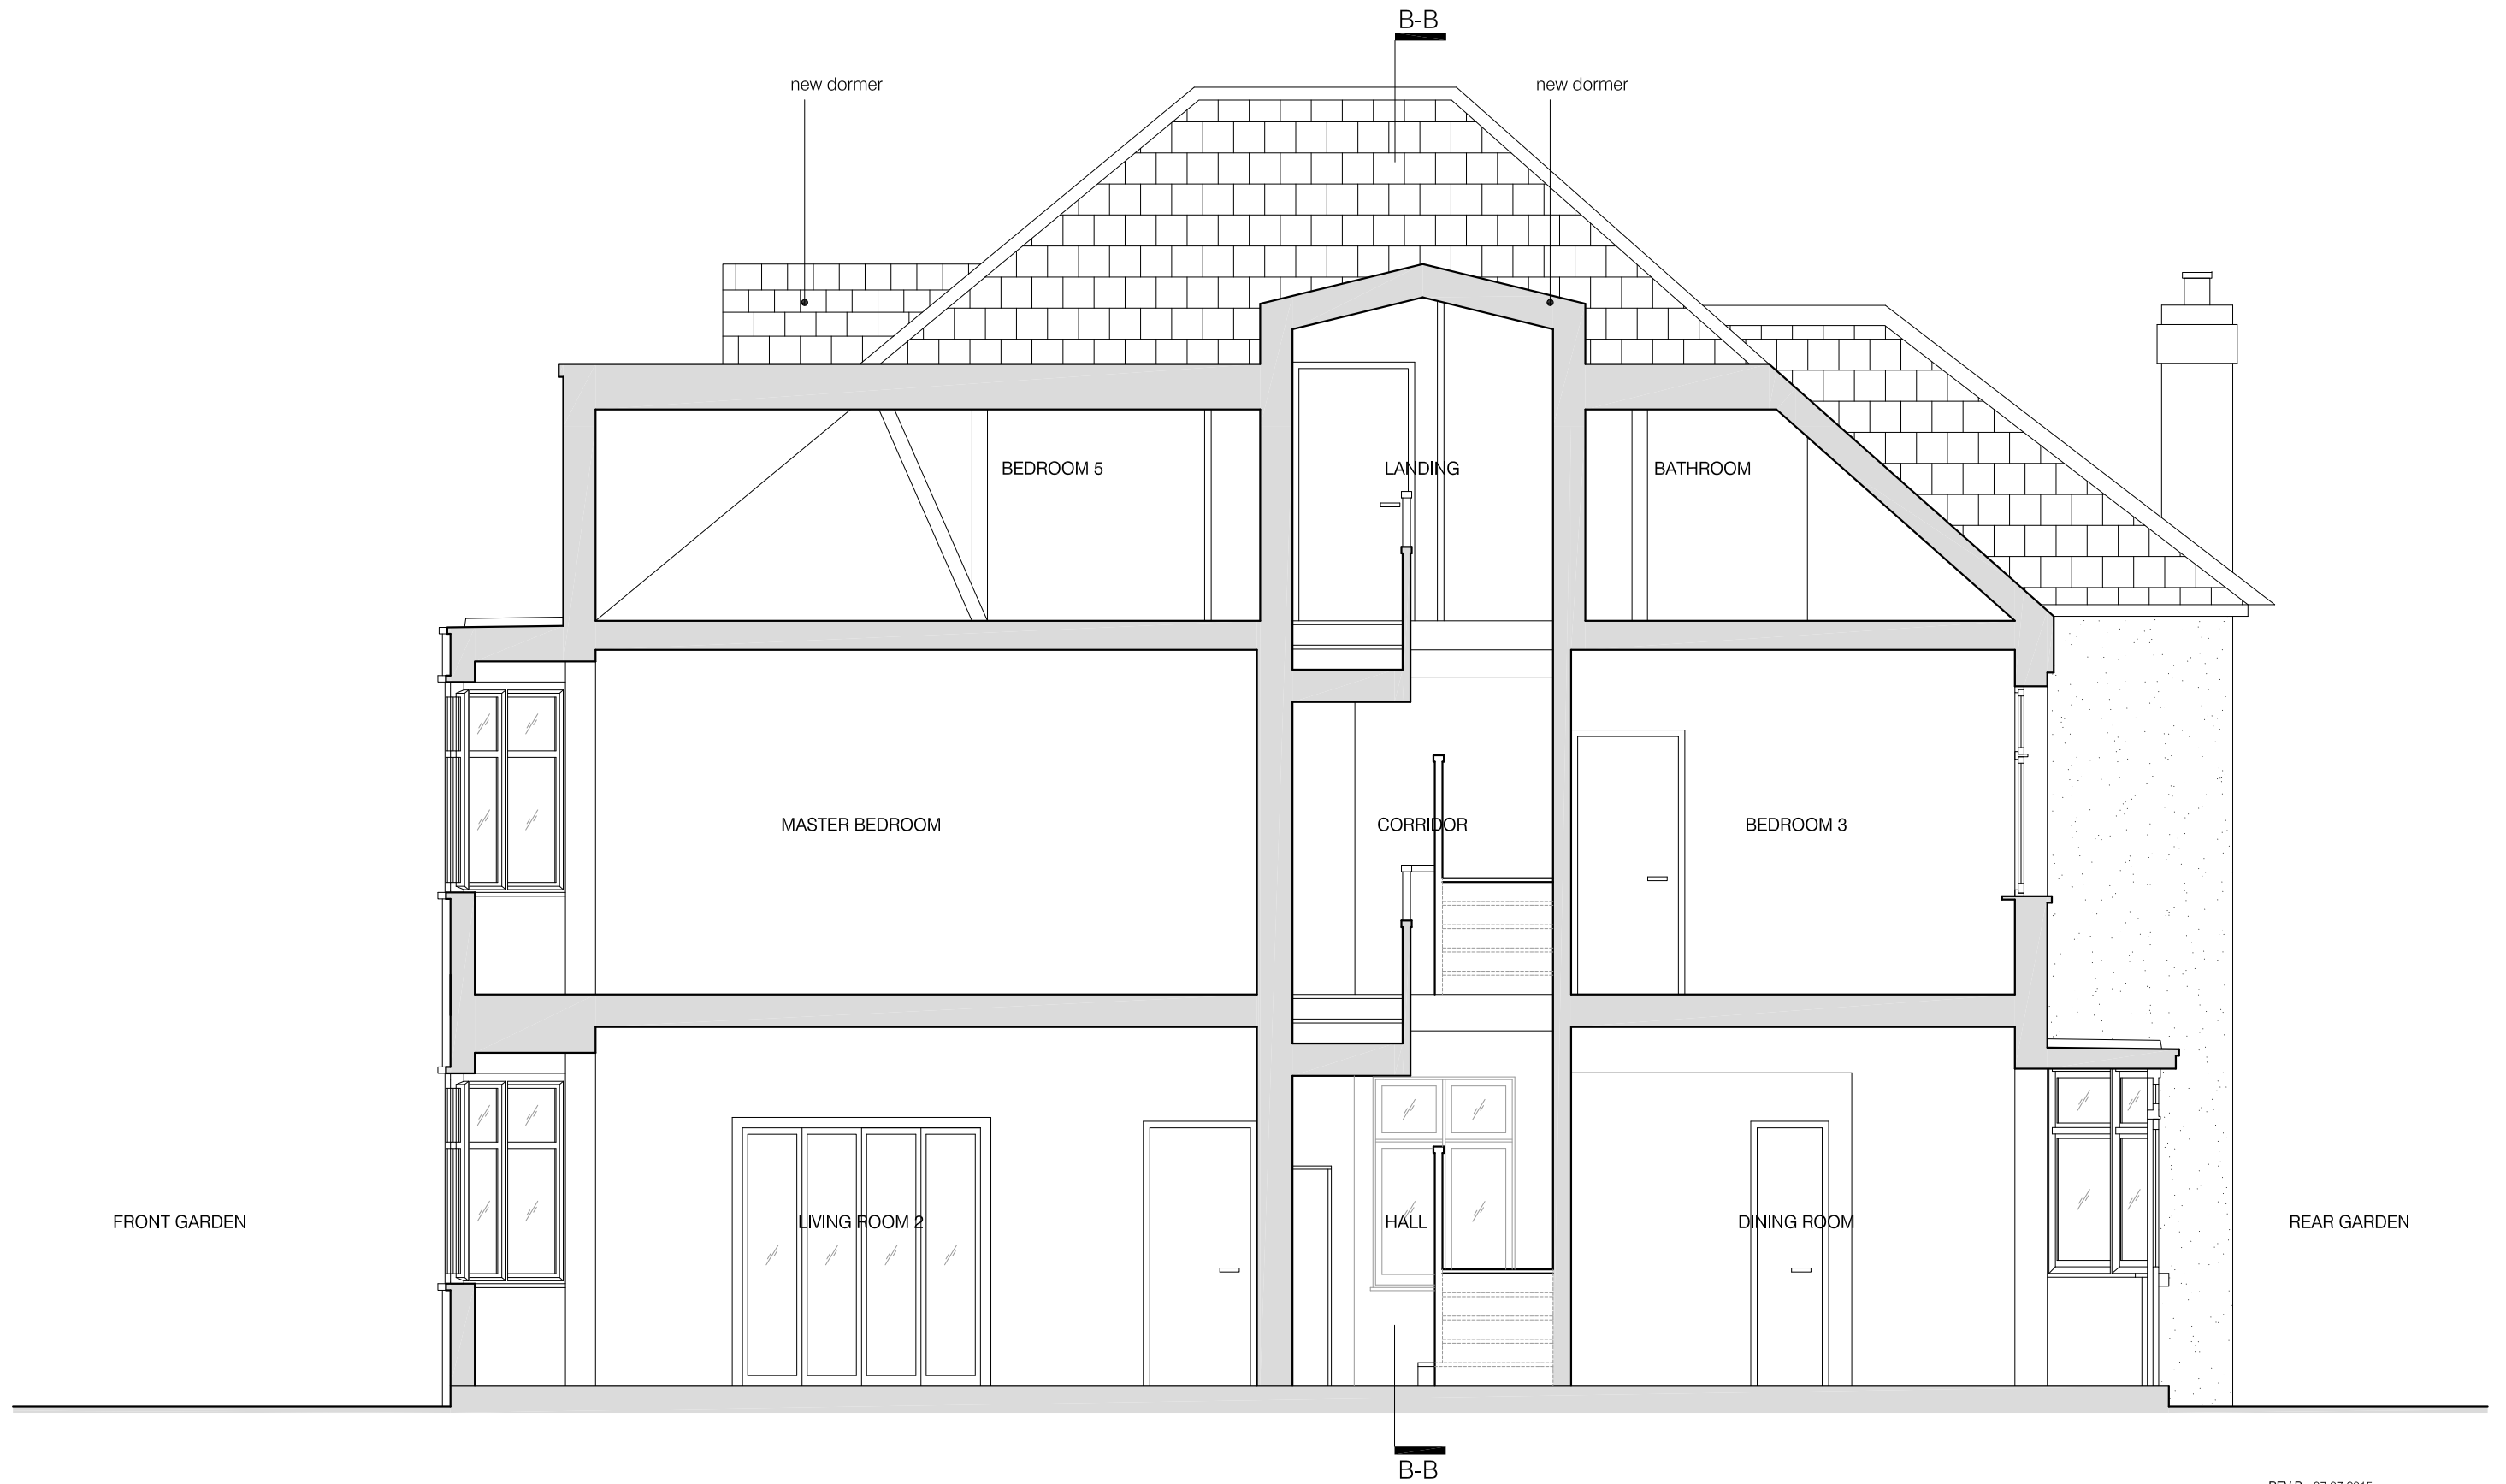 B-B
new dormer
new dormer
BEDROOM 5
LANDING
BATHROOM
MASTER BEDROOM
CORRIDOR
BEDROOM 3
FRONT GARDEN
LIVING ROOM 2
HALL
DINING ROOM
REAR GARDEN
B-B